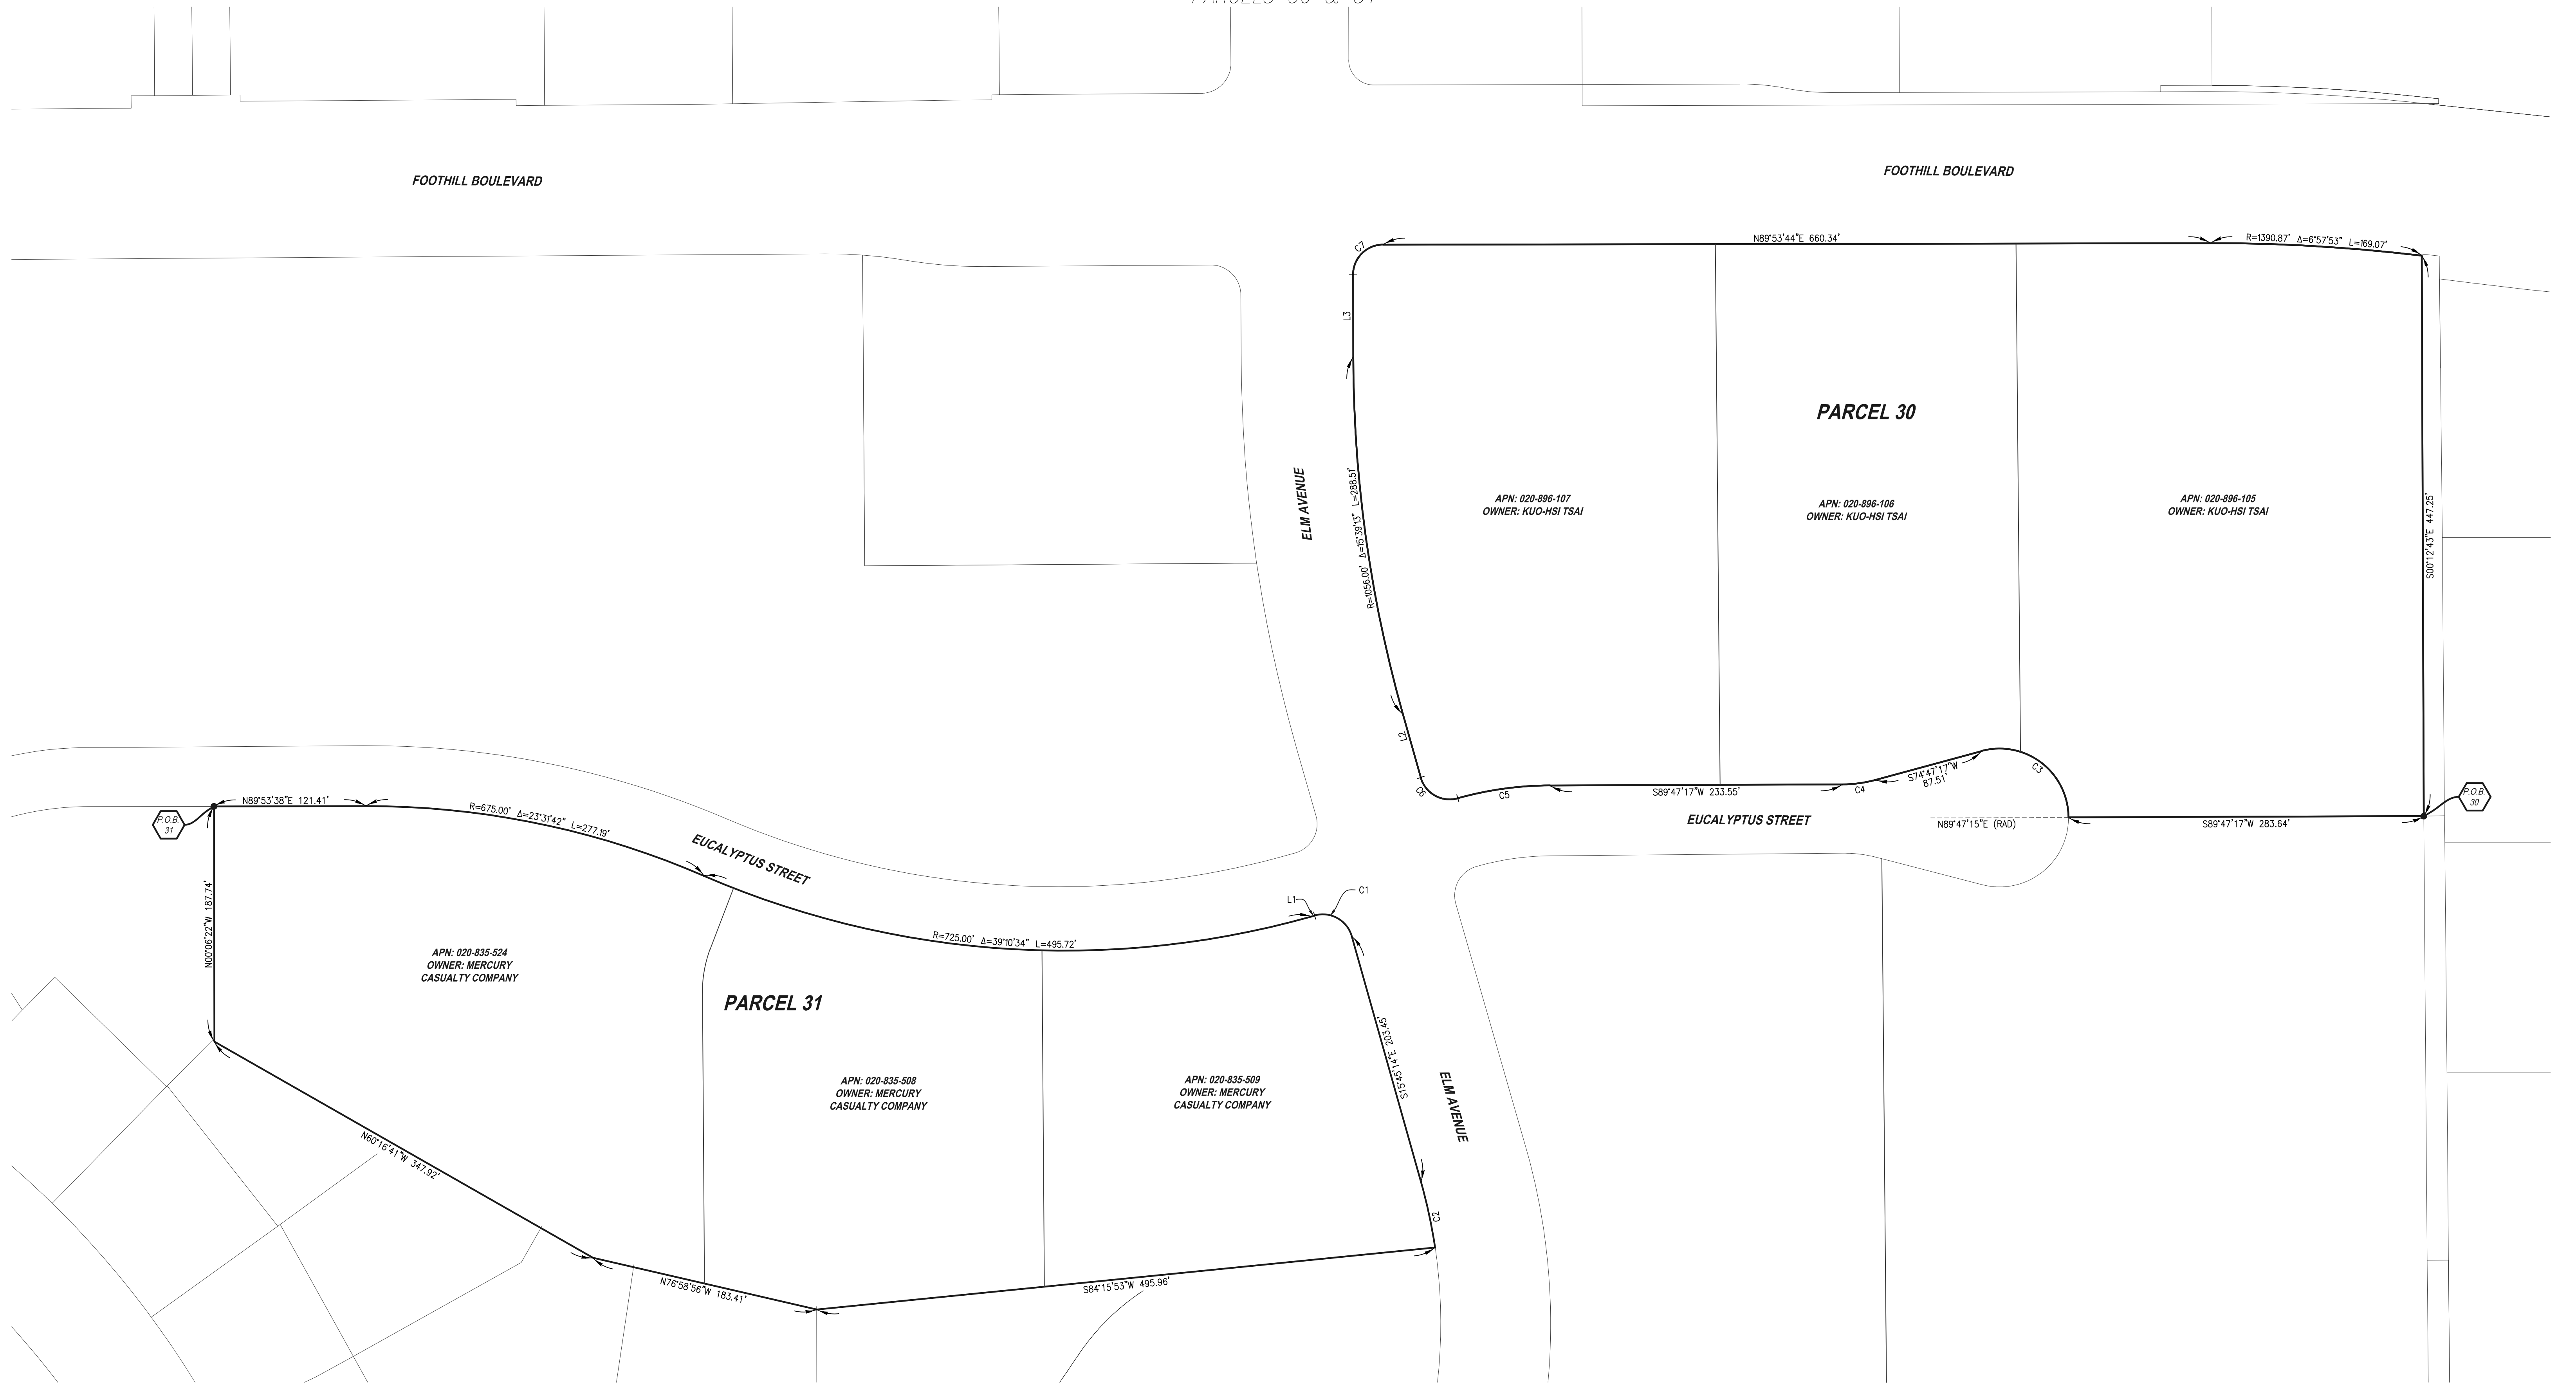 PARCELS 30 & 31
FOOTHILL BOULEVARD
FOOTHILL BOULEVARD
N89°53'44"E 660.34'
R=1390.87' Δ=6°57'53" L=169.07'
C7
L3
PARCEL 30
ELM AVENUE
R=1056.00' Δ=15°39'13" L=288.51'
APN: 020-896-107
OWNER: KUO-HSI TSAI
APN: 020-896-106
OWNER: KUO-HSI TSAI
APN: 020-896-105
OWNER: KUO-HSI TSAI
S00°12'43"E 447.25'
L2
C6
C5
S89°47'17"W 233.55'
C4
S74°47'17"W
87.51'
C3
EUCALYPTUS STREET
N89°47'15"E (RAD)
S89°47'17"W 283.64'
P.O.B.
30
P.O.B.
31
N89°53'38"E 121.41'
R=675.00' Δ=23°31'42" L=277.19'
EUCALYPTUS STREET
L1
C1
N00°06'22"W 187.74'
R=725.00' Δ=39°10'34" L=495.72'
APN: 020-835-524
OWNER: MERCURY
CASUALTY COMPANY
PARCEL 31
APN: 020-835-508
OWNER: MERCURY
CASUALTY COMPANY
APN: 020-835-509
OWNER: MERCURY
CASUALTY COMPANY
S15°45'14"E 203.45'
ELM AVENUE
N60°16'41"W 347.92'
C2
N76°58'56"W 183.41'
S84°15'53"W 495.96'